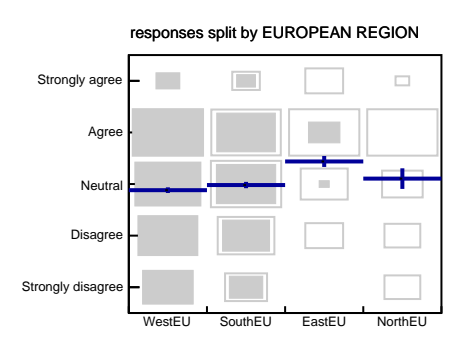 responses split by EUROPEAN REGION
Strongly agree
Agree
Neutral
Disagree
Strongly disagree
WestEU SouthEU EastEU NorthEU